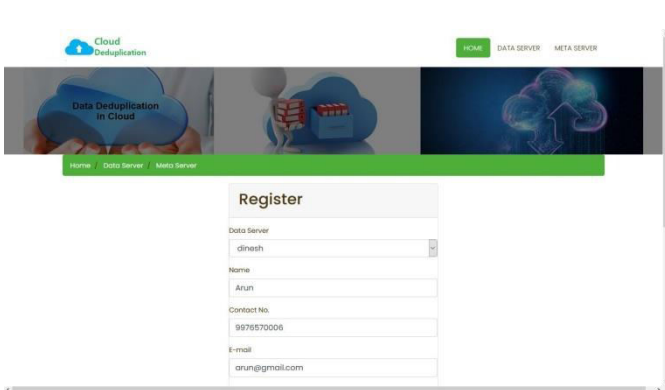 Cloud
Deduplication
HOME DATA SERVER META SERVER
Data Deduplication
in Cloud
Home / Data Server / Meta Server
Register
Data Server
dinesh
Name
Arun
Contact No.
9976570006
E-mail
arun@gmail.com